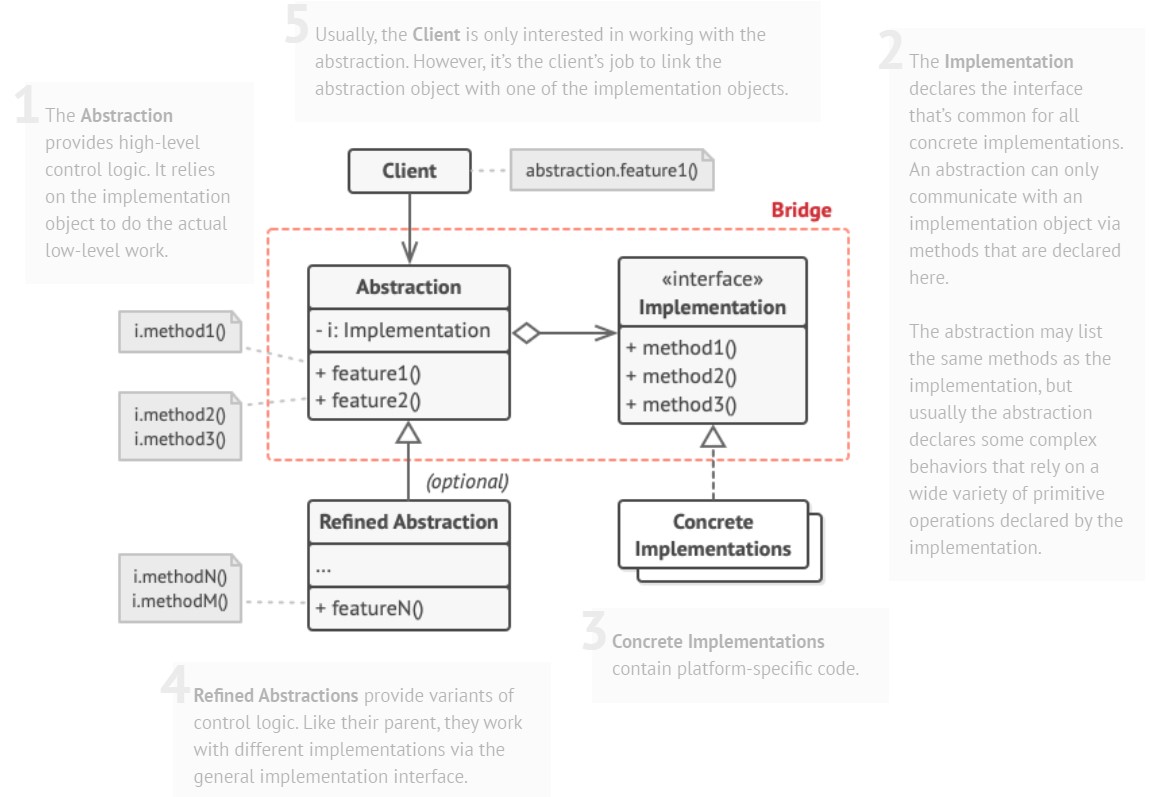 5
Usually, the Client is only interested in working with the
abstraction. However, it's the client's job to link the
abstraction object with one of the implementation objects.
2
The Implementation
declares the interface
that's common for all
concrete implementations.
An abstraction can only
communicate with an
implementation object via
methods that are declared
here.
The abstraction may list
the same methods as the
implementation, but
usually the abstraction
declares some complex
behaviors that rely on a
wide variety of primitive
operations declared by the
implementation.
1
The Abstraction
provides high-level
control logic. It relies
on the implementation
object to do the actual
low-level work.
Client
abstraction.feature1()
Bridge
Abstraction
- i: Implementation
+ feature1()
+ feature2()
«interface»
Implementation
+ method1()
+ method2()
+ method3()
i.method1()
i.method2()
i.method3()
(optional)
Refined Abstraction
...
+ featureN()
Concrete
Implementations
i.methodN()
i.methodM()
3
Concrete Implementations
contain platform-specific code.
4
Refined Abstractions provide variants of
control logic. Like their parent, they work
with different implementations via the
general implementation interface.